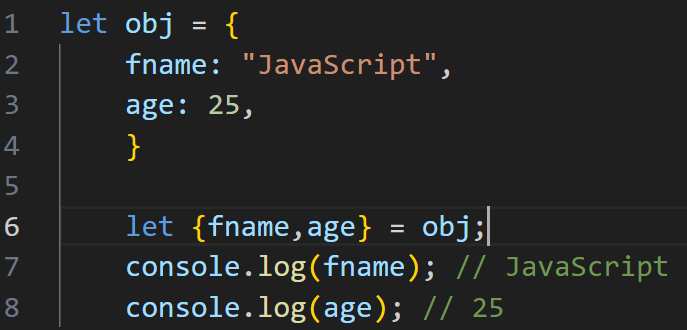 1 let obj = {
2 fname: "JavaScript",
3 age: 25,
4 }
5
6 let {fname,age} = obj;
7 console.log(fname); // JavaScript
8 console.log(age); // 25